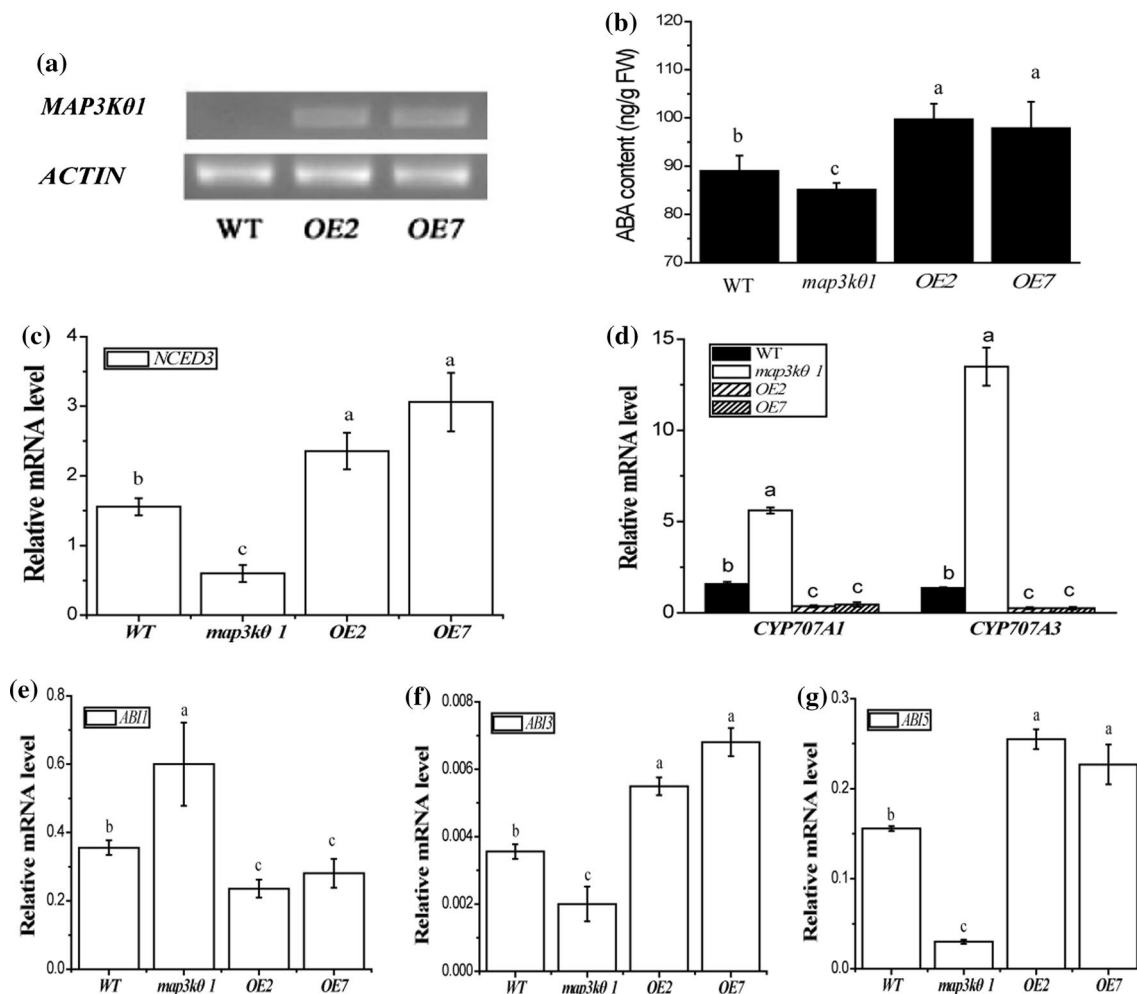 (a)
MAP3Kθ1
ACTIN
WT OE2 OE7
(b)
ABA content (ng/g FW)
120
110
100
90
80
70
b
c
a
a
WT map3kθ1 OE2 OE7
(c)
NCED3
Relative mRNA level
4
3
2
1
0
b
c
a
a
WT map3kθ 1 OE2 OE7
(d)
WT
map3kθ 1
OE2
OE7
Relative mRNA level
15
10
5
0
b
a
c
c
b
a
c
c
CYP707A1 CYP707A3
(e)
ABI1
Relative mRNA level
0.8
0.6
0.4
0.2
0.0
b
a
c
c
WT map3kθ 1 OE2 OE7
(f)
ABI3
Relative mRNA level
0.008
0.006
0.004
0.002
0.000
b
c
a
a
WT map3kθ 1 OE2 OE7
(g)
ABI5
Relative mRNA level
0.3
0.2
0.1
0.0
b
c
a
a
WT map3kθ 1 OE2 OE7